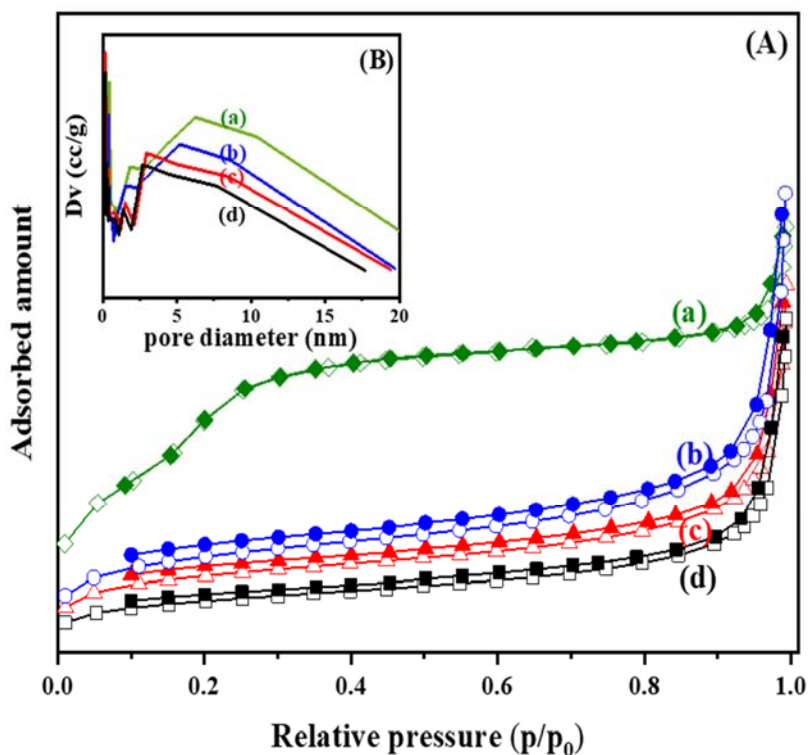 (A)
(B)
(a)
(b)
(c)
(d)
Dv (cc/g)
0 5 10 15 20
pore diameter (nm)
(a)
(b)
(c)
(d)
Adsorbed amount
0.0 0.2 0.4 0.6 0.8 1.0
Relative pressure (p/p₀)